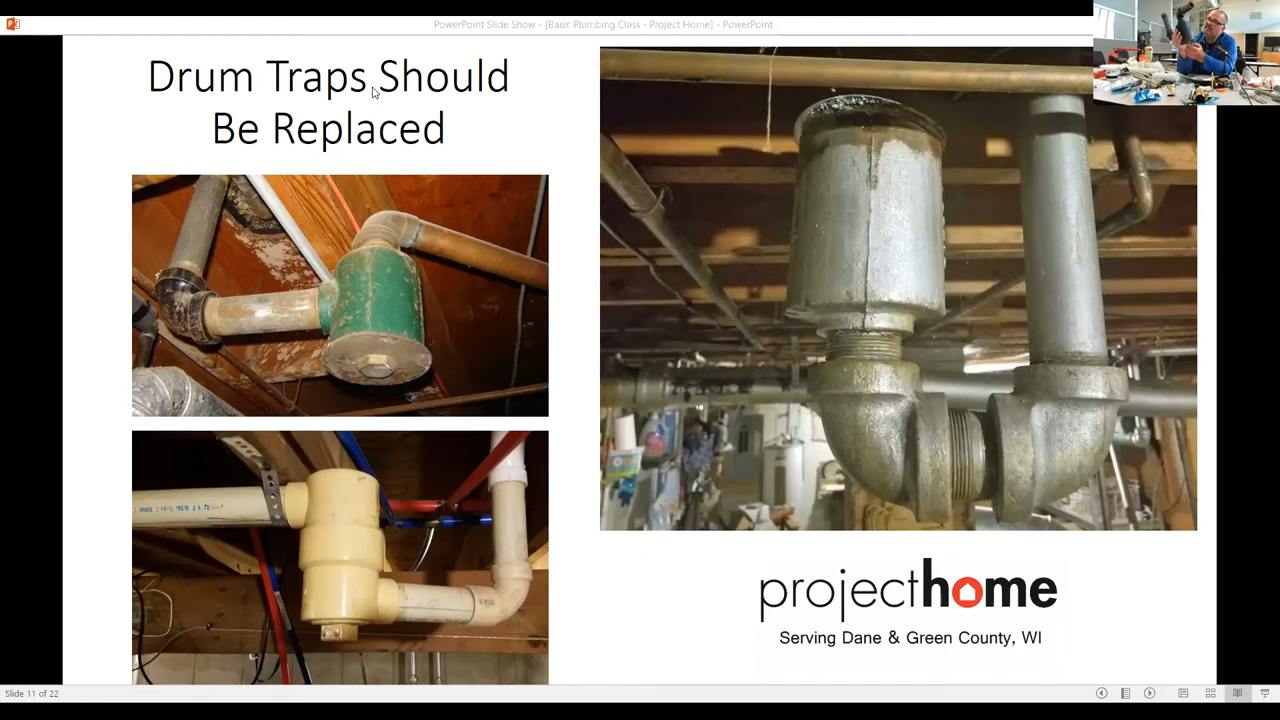 PowerPoint Slide Show - [Basic Plumbing Class - Project Home] - PowerPoint
Drum Traps Should
Be Replaced
projecthome
Serving Dane & Green County, WI
Slide 11 of 22